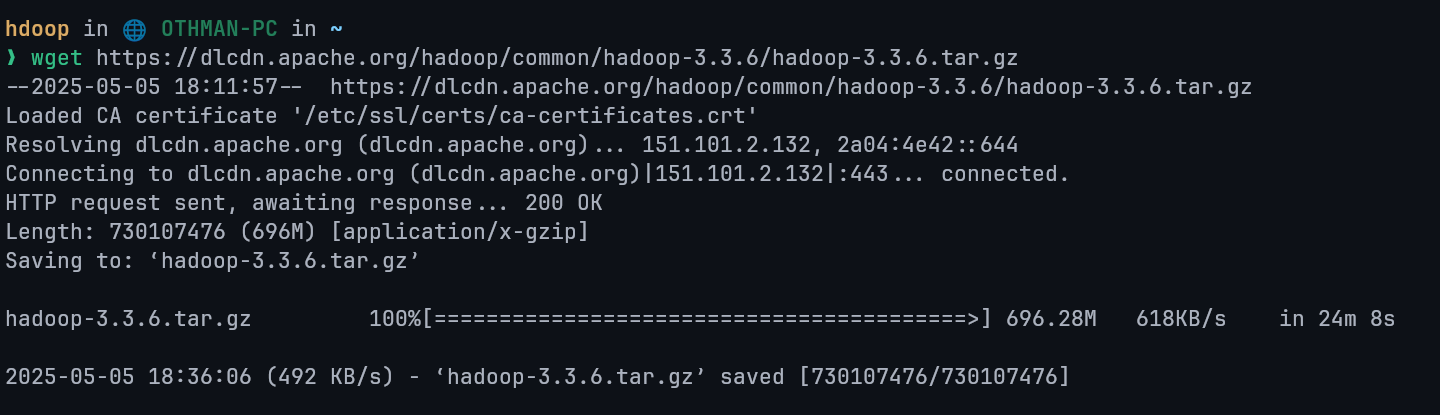 hdoop in 🌐 OTHMAN-PC in ~
❯ wget https://dlcdn.apache.org/hadoop/common/hadoop-3.3.6/hadoop-3.3.6.tar.gz
--2025-05-05 18:11:57--  https://dlcdn.apache.org/hadoop/common/hadoop-3.3.6/hadoop-3.3.6.tar.gz
Loaded CA certificate '/etc/ssl/certs/ca-certificates.crt'
Resolving dlcdn.apache.org (dlcdn.apache.org)... 151.101.2.132, 2a04:4e42::644
Connecting to dlcdn.apache.org (dlcdn.apache.org)|151.101.2.132|:443... connected.
HTTP request sent, awaiting response... 200 OK
Length: 730107476 (696M) [application/x-gzip]
Saving to: ‘hadoop-3.3.6.tar.gz’
hadoop-3.3.6.tar.gz         100%[=========================================>] 696.28M   618KB/s    in 24m 8s
2025-05-05 18:36:06 (492 KB/s) - ‘hadoop-3.3.6.tar.gz’ saved [730107476/730107476]